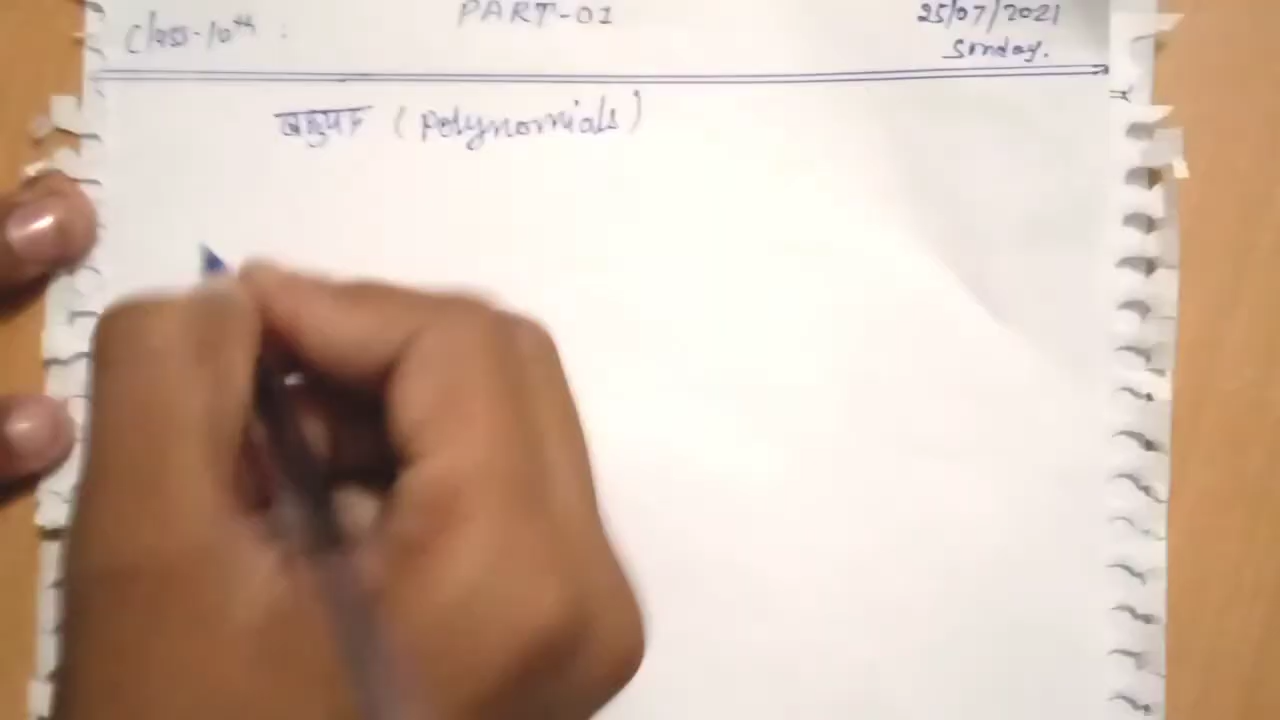 PART-01
25/07/2021
Class-10th :
Sunday.
बहुपद (Polynomials)